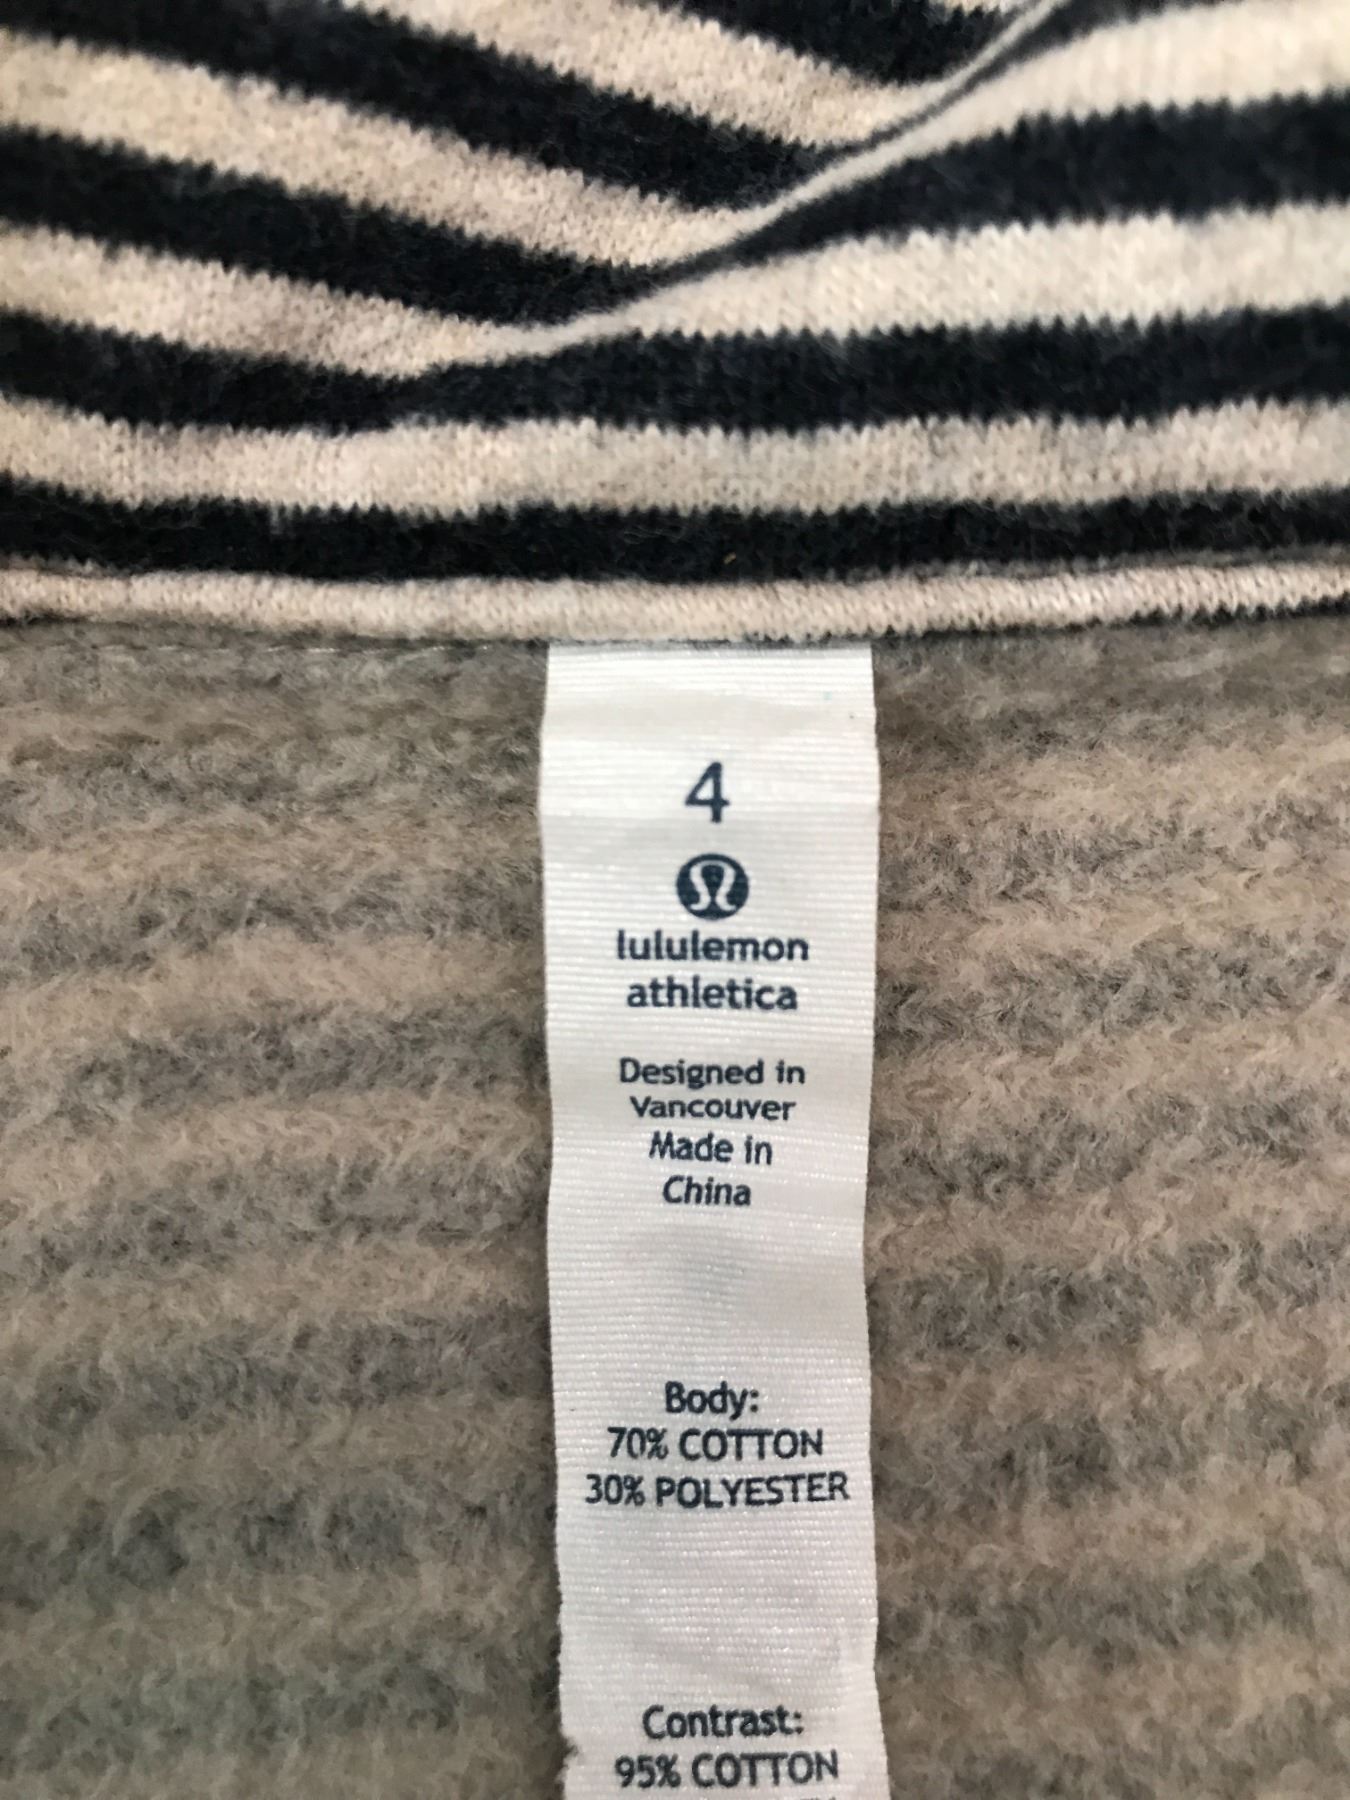 4
lululemon
athletica
Designed in
Vancouver
Made in
China
Body:
70% COTTON
30% POLYESTER
Contrast:
95% COTTON